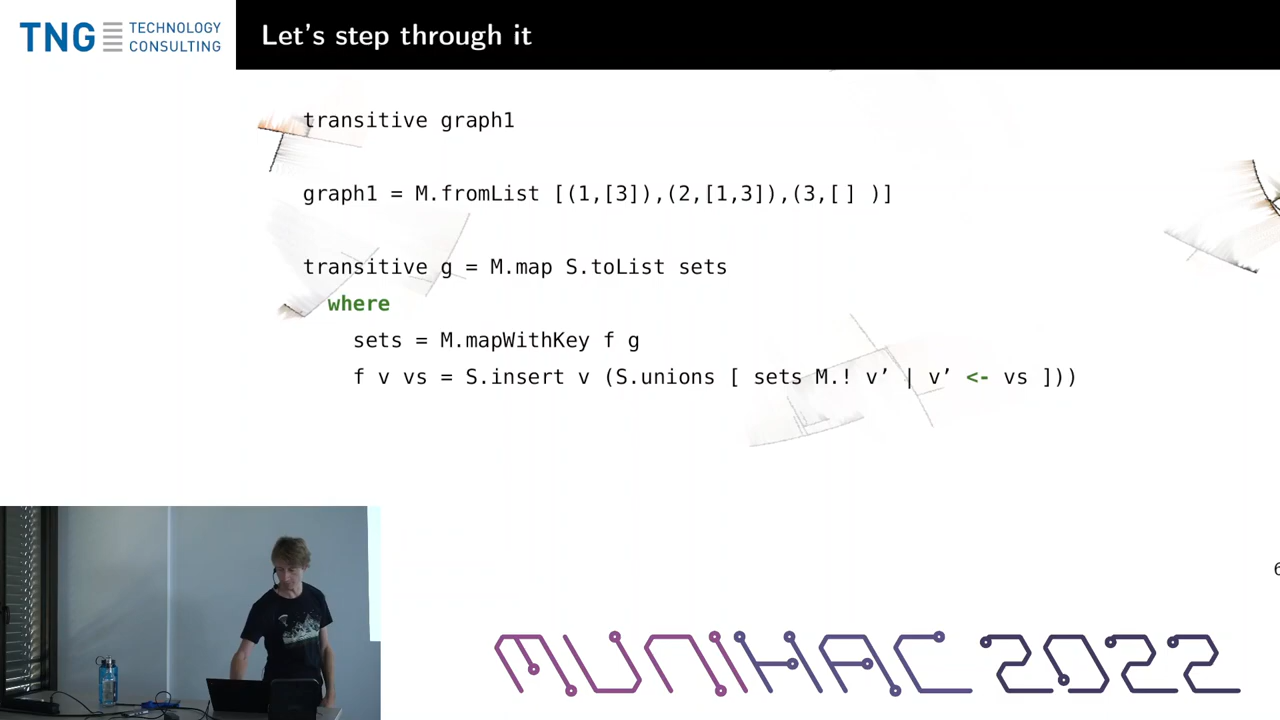 TNG TECHNOLOGY
CONSULTING
Let's step through it
transitive graph1
graph1 = M.fromList [(1,[3]),(2,[1,3]),(3,[] )]
transitive g = M.map S.toList sets
where
sets = M.mapWithKey f g
f v vs = S.insert v (S.unions [ sets M.! v’ | v’ <- vs ]))
6
MUNIHAC 2022